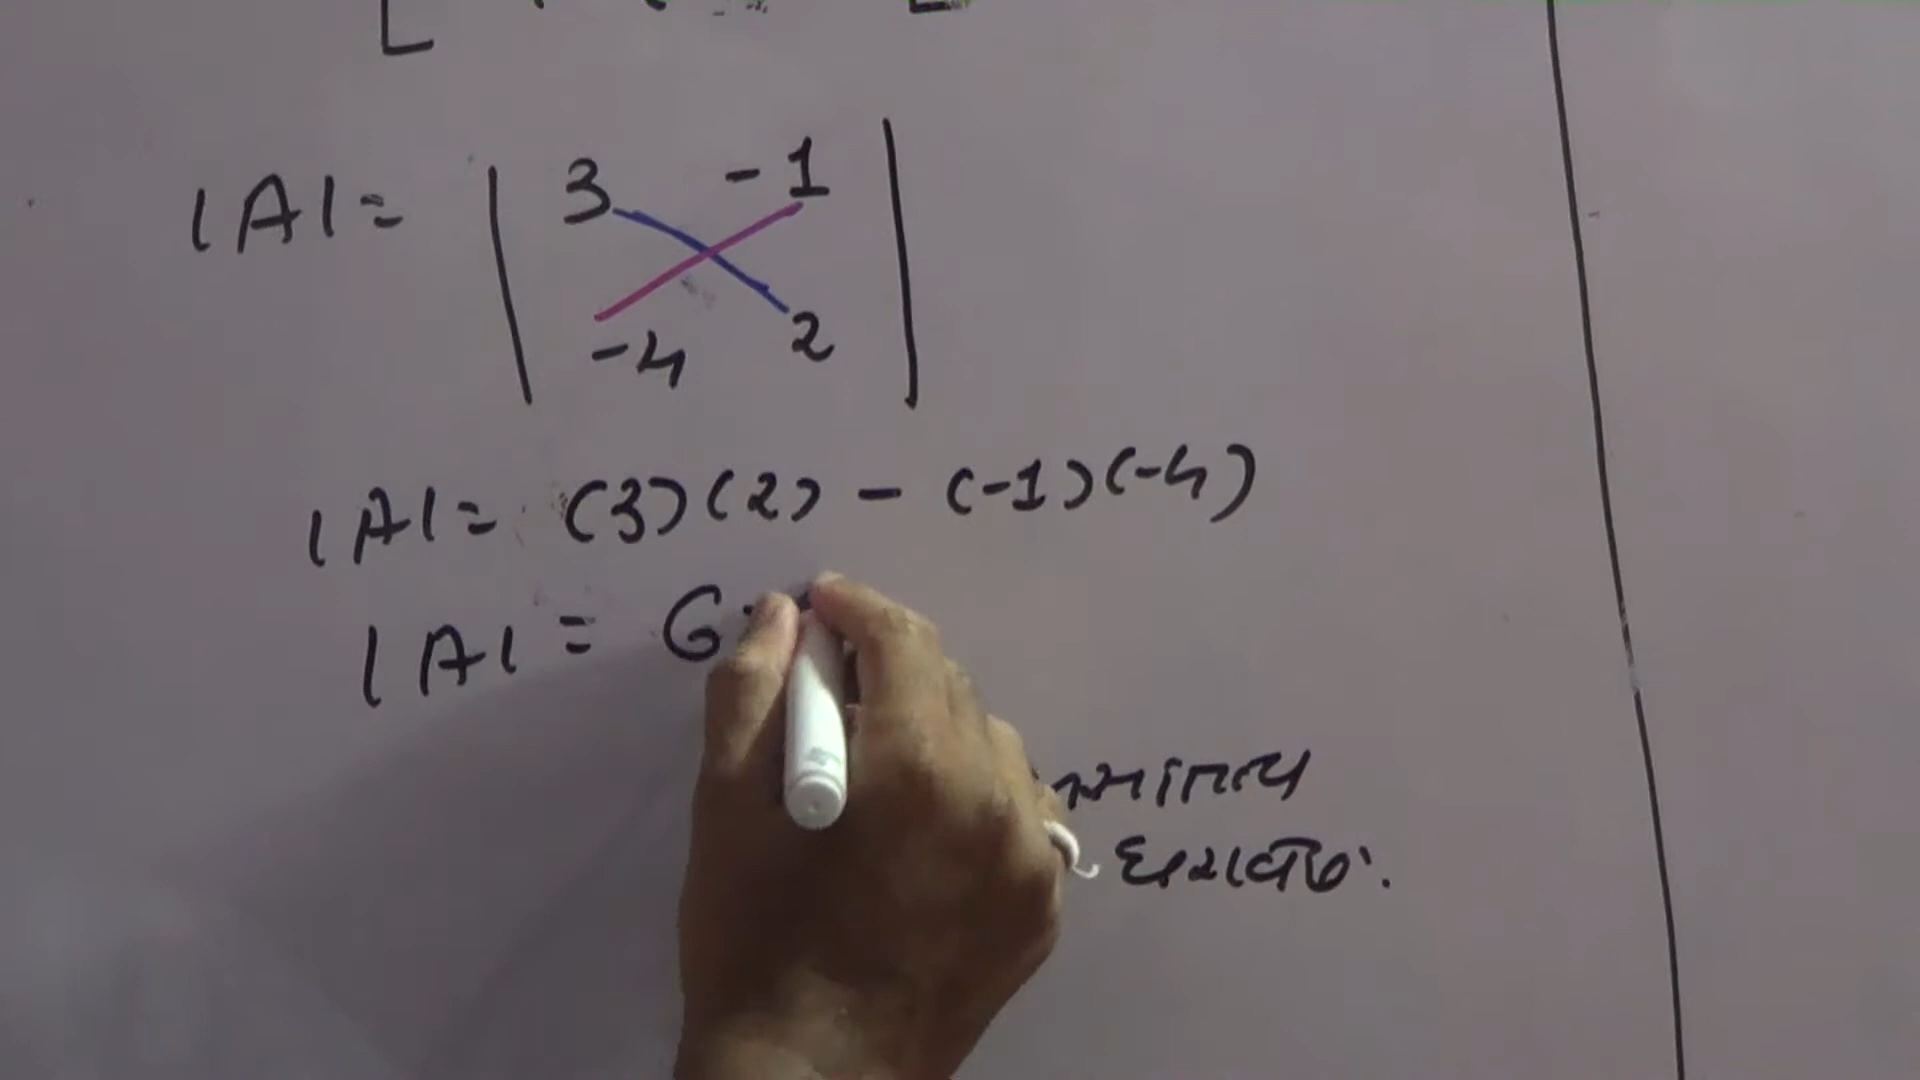 |A| = | 3 -1 |
| -4 2 |
|A| = (3)(2) - (-1)(-4)
|A| = 6 -